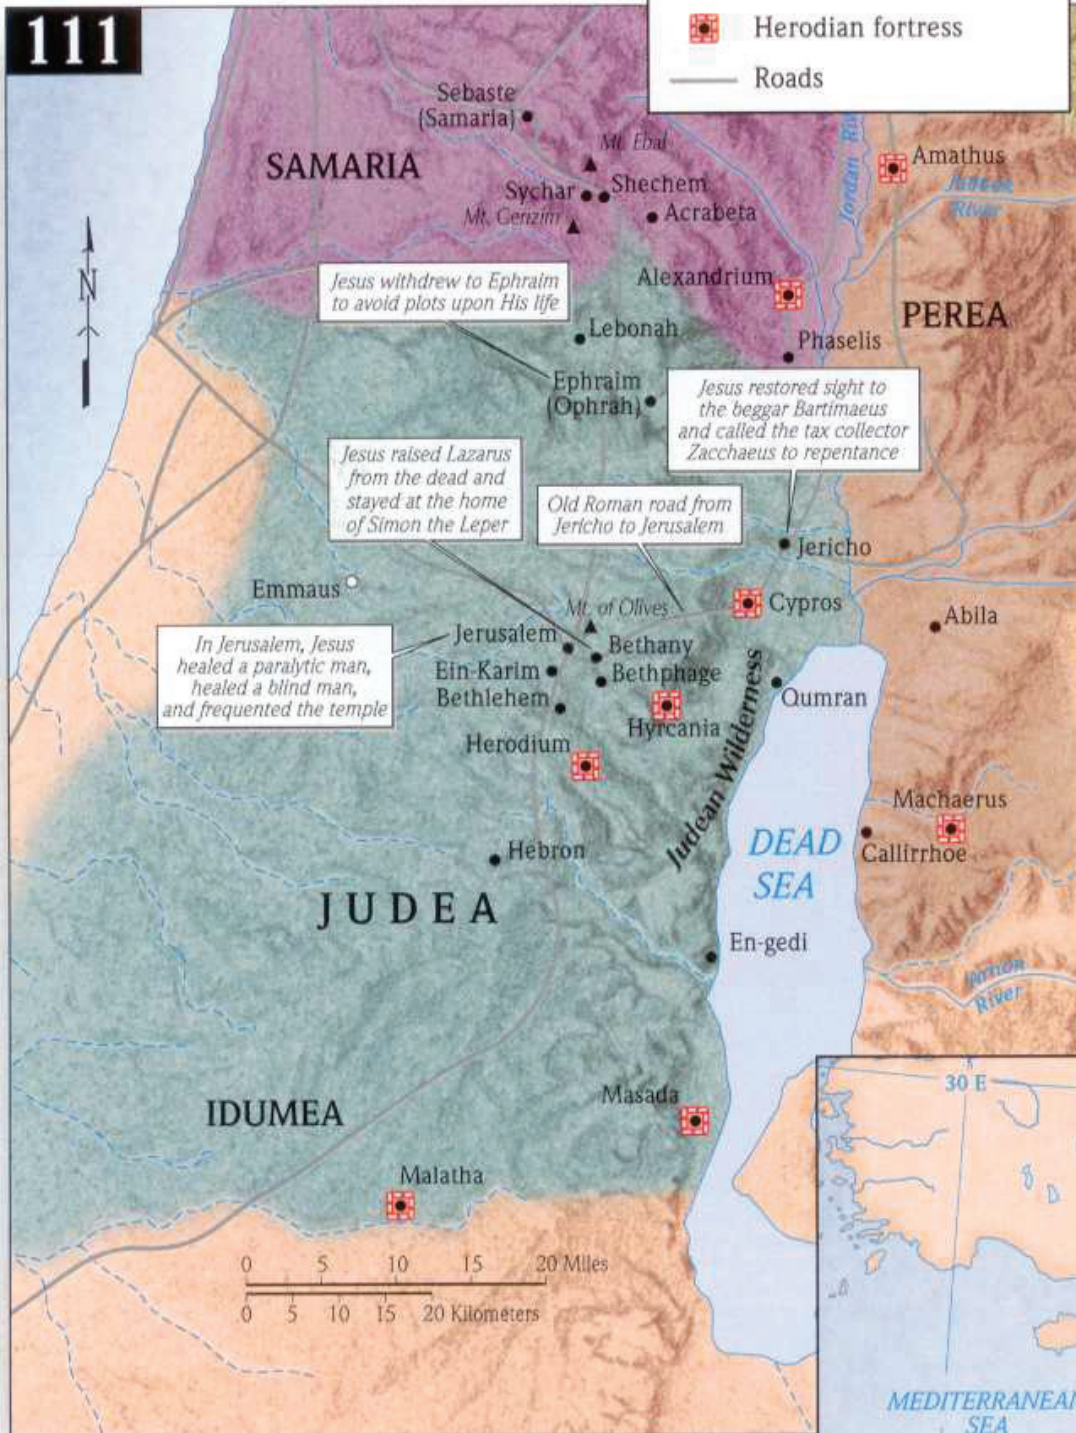 111
Herodian fortress
Roads
Sebaste
(Samaria)
Mt. Ebal
SAMARIA
Sychar
Shechem
Mt. Gerizim
Acrabeta
Jordan
Amathus
River
N
Jesus withdrew to Ephraim
to avoid plots upon His life
Alexandrium
PEREA
Lebonah
Phaselis
Ephraim
(Ophrah)
Jesus restored sight to
the beggar Bartimaeus
and called the tax collector
Zacchaeus to repentance
Jesus raised Lazarus
from the dead and
stayed at the home
of Simon the Leper
Old Roman road from
Jericho to Jerusalem
Jericho
Emmaus
Mt. of Olives
Cypros
Abila
In Jerusalem, Jesus
healed a paralytic man,
healed a blind man,
and frequented the temple
Jerusalem
Bethany
Ein-Karim
Bethphage
Bethlehem
Qumran
Hyrcania
Herodium
Judean Wilderness
Machaerus
DEAD
SEA
Callirrhoe
Hebron
JUDEA
En-gedi
River
30 E
IDUMEA
Masada
Malatha
0 5 10 15 20 Miles
0 5 10 15 20 Kilometers
MEDITERRANEAN
SEA